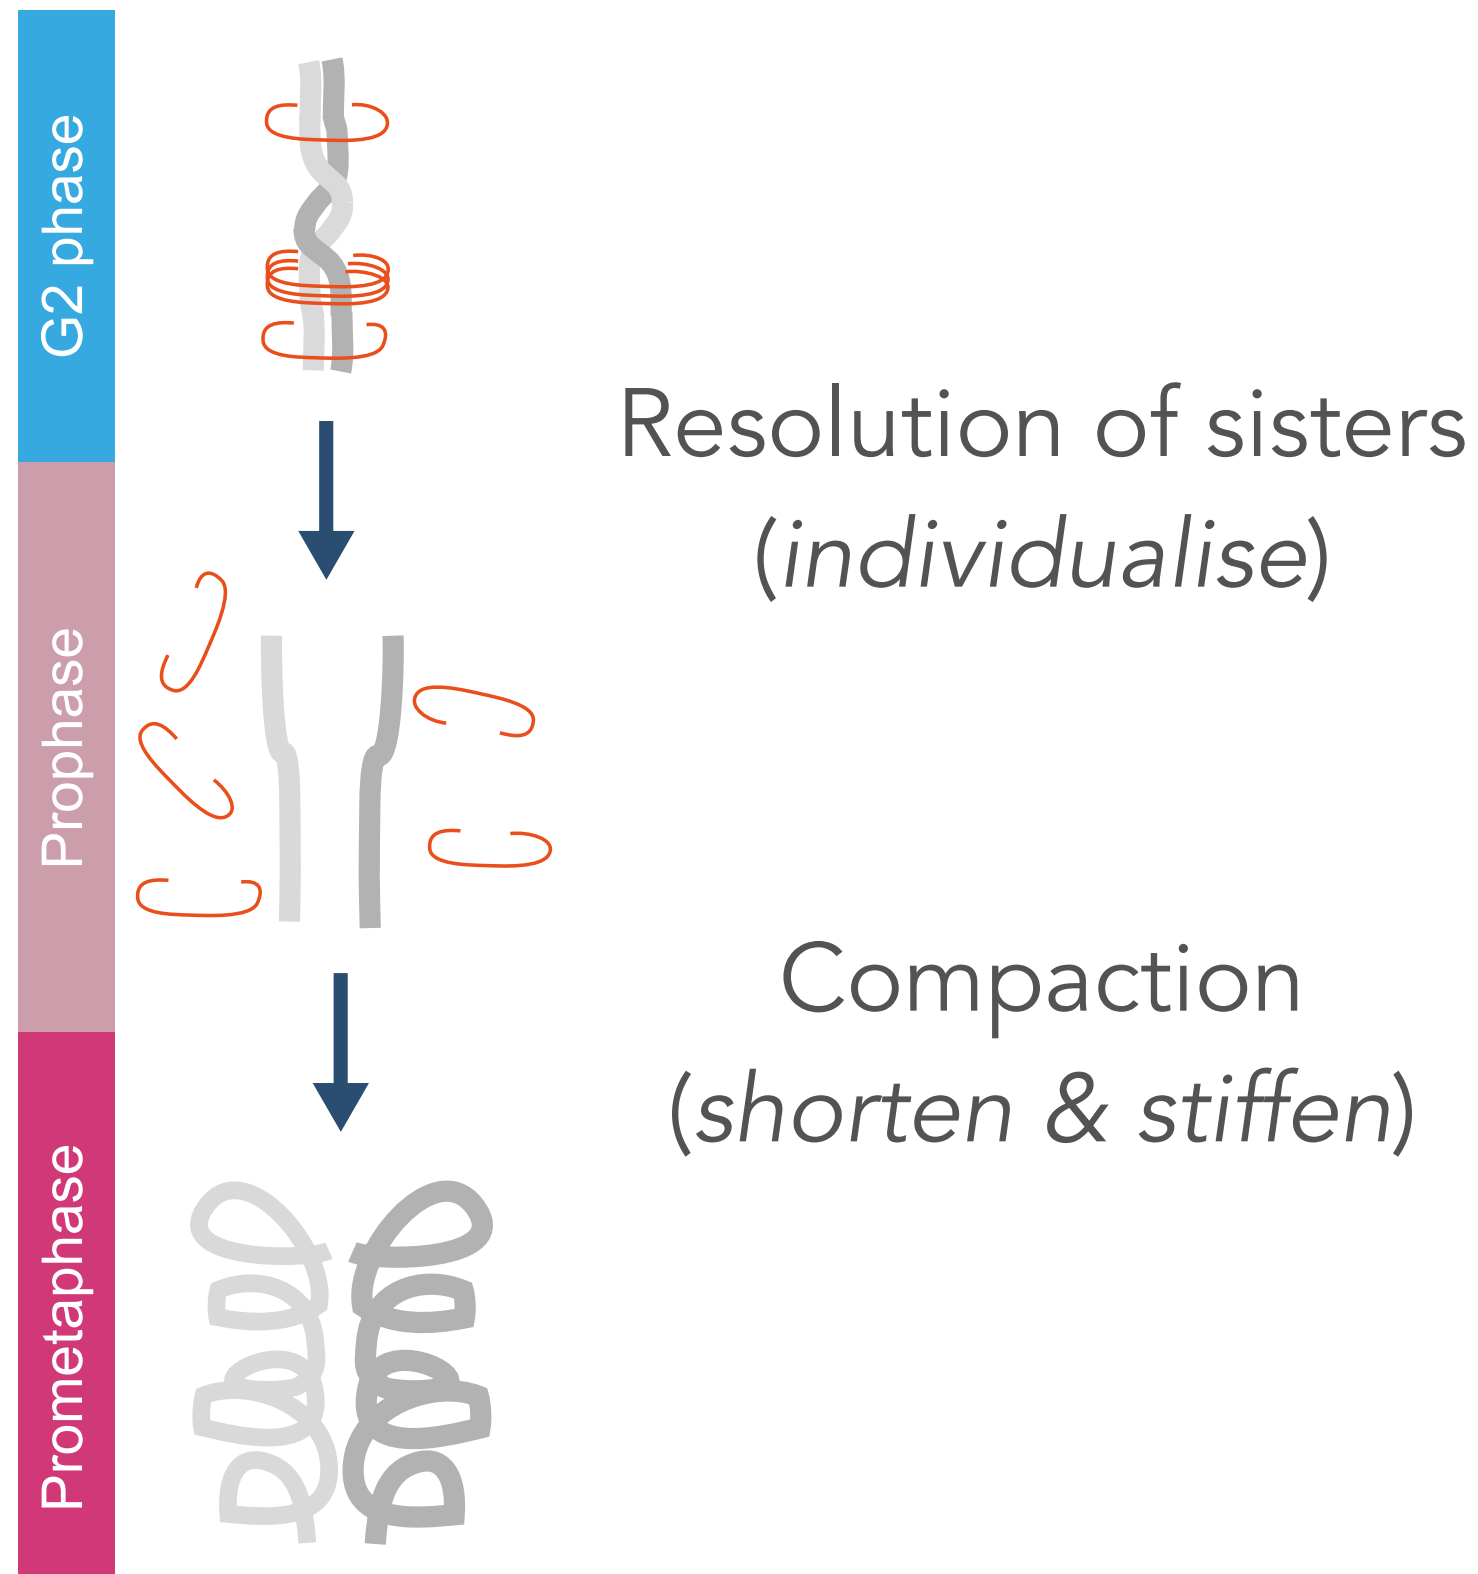 G2 phase
Resolution of sisters
(individualise)
Prophase
Compaction
(shorten & stiffen)
Prometaphase